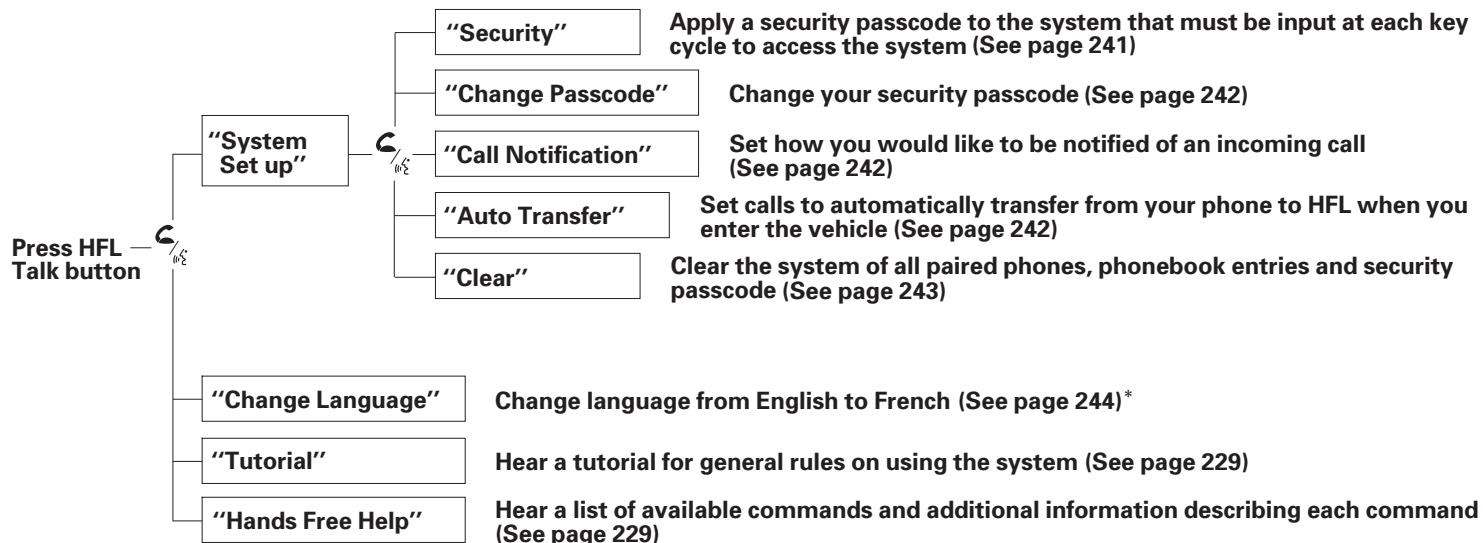 Press HFL
Talk button
"System
Set up"
"Security"
Apply a security passcode to the system that must be input at each key
cycle to access the system (See page 241)
"Change Passcode"
Change your security passcode (See page 242)
"Call Notification"
Set how you would like to be notified of an incoming call
(See page 242)
"Auto Transfer"
Set calls to automatically transfer from your phone to HFL when you
enter the vehicle (See page 242)
"Clear"
Clear the system of all paired phones, phonebook entries and security
passcode (See page 243)
"Change Language"
Change language from English to French (See page 244)*
"Tutorial"
Hear a tutorial for general rules on using the system (See page 229)
"Hands Free Help"
Hear a list of available commands and additional information describing each command
(See page 229)